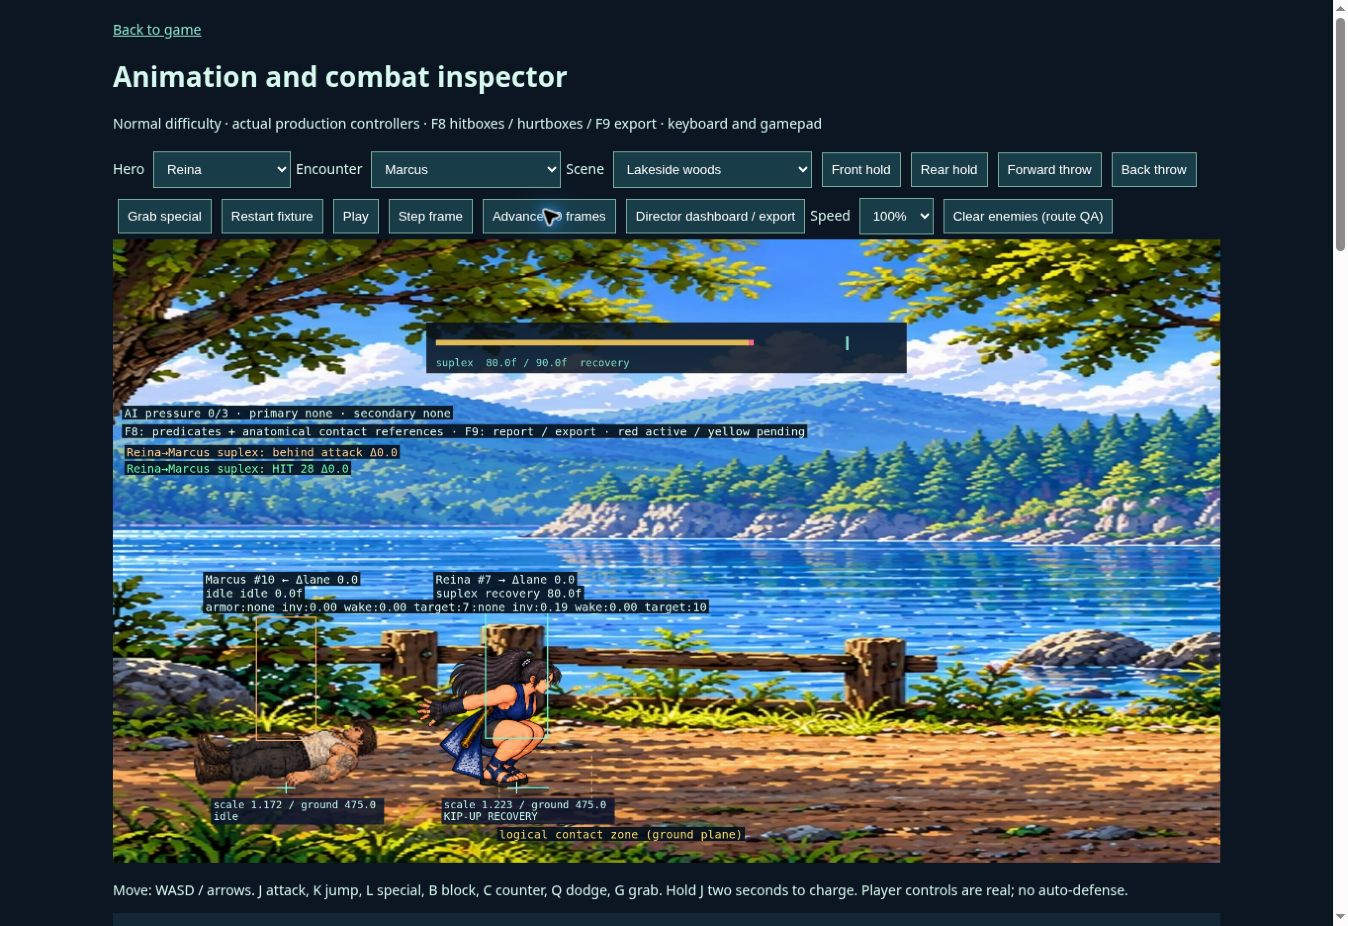 Back to game
Animation and combat inspector
Normal difficulty · actual production controllers · F8 hitboxes / hurtboxes / F9 export · keyboard and gamepad
Hero Reina Encounter Marcus Scene Lakeside woods Front hold Rear hold Forward throw Back throw
Grab special Restart fixture Play Step frame Advance frames Director dashboard / export Speed 100% Clear enemies (route QA)
suplex 80.0f / 90.0f recovery
AI pressure 0/3 · primary none · secondary none
F8: predicates + anatomical contact references · F9: report / export · red active / yellow pending
Reina→Marcus suplex: behind attack Δ0.0
Reina→Marcus suplex: HIT 28 Δ0.0
Marcus #10 ← Δlane 0.0 Reina #7 → Δlane 0.0
idle idle 0.0f suplex recovery 80.0f
armor:none inv:0.00 wake:0.00 target:7:none inv:0.19 wake:0.00 target:10
scale 1.172 / ground 475.0 scale 1.223 / ground 475.0
idle KIP-UP RECOVERY
logical contact zone (ground plane)
Move: WASD / arrows. J attack, K jump, L special, B block, C counter, Q dodge, G grab. Hold J two seconds to charge. Player controls are real; no auto-defense.